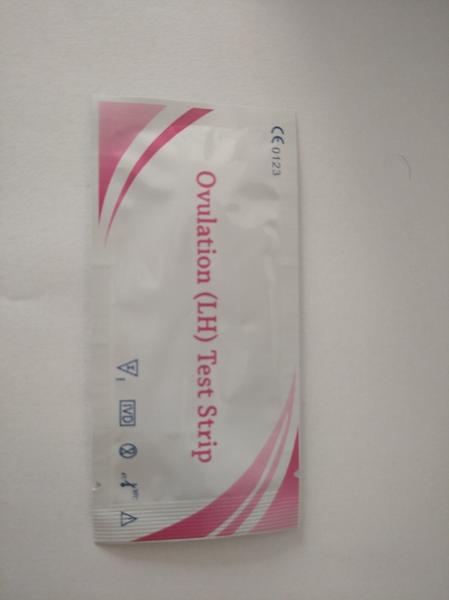 CE 0123
Ovulation (LH) Test Strip
IVD